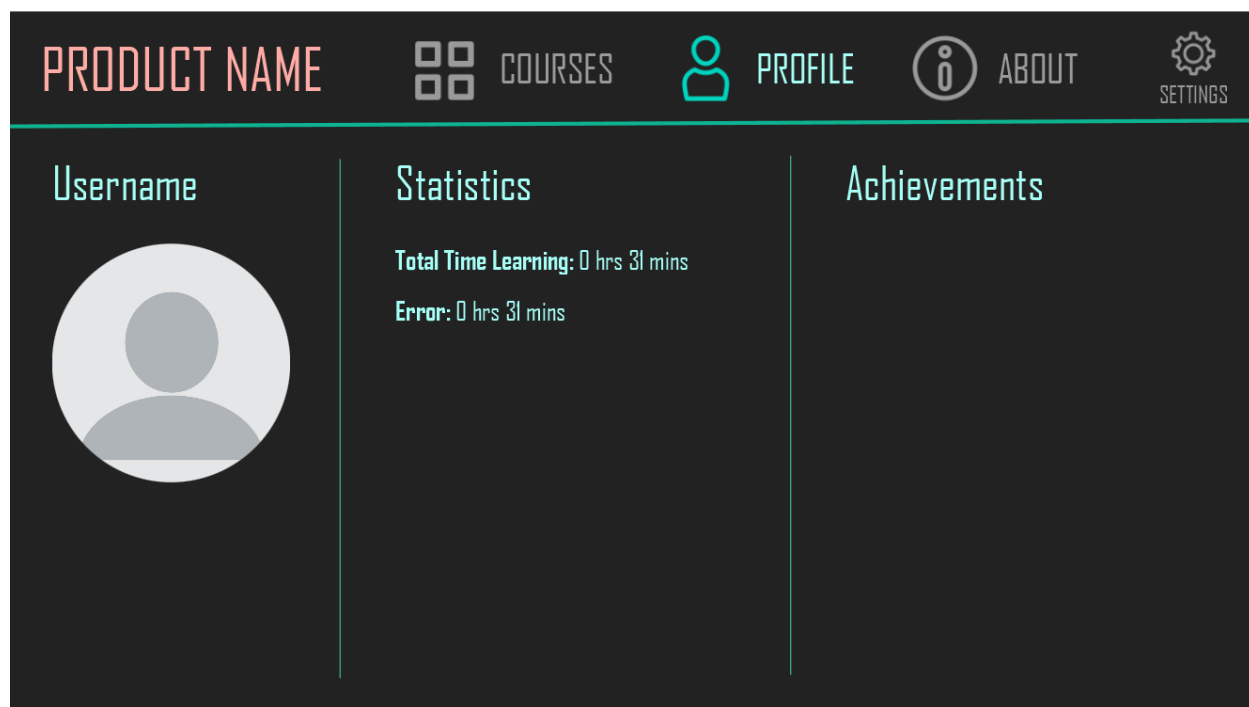 PRODUCT NAME
COURSES
PROFILE
ABOUT
SETTINGS
Username
Statistics
Total Time Learning: 0 hrs 31 mins
Error: 0 hrs 31 mins
Achievements